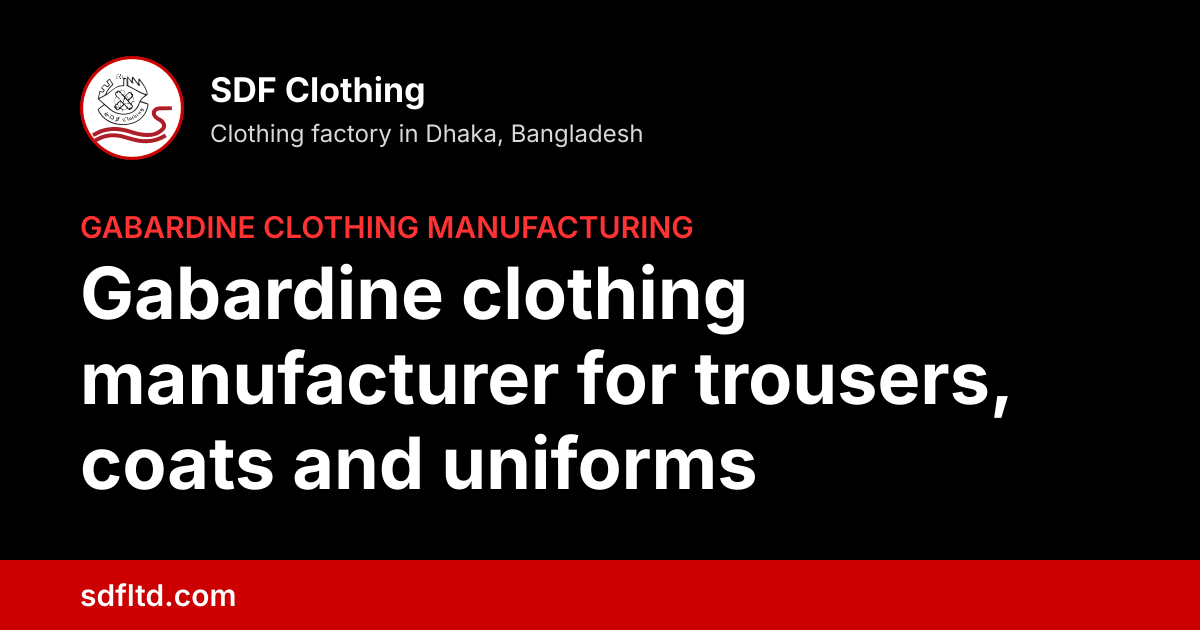 SDF Clothing
Clothing factory in Dhaka, Bangladesh
GABARDINE CLOTHING MANUFACTURING
Gabardine clothing
manufacturer for trousers,
coats and uniforms
sdfltd.com